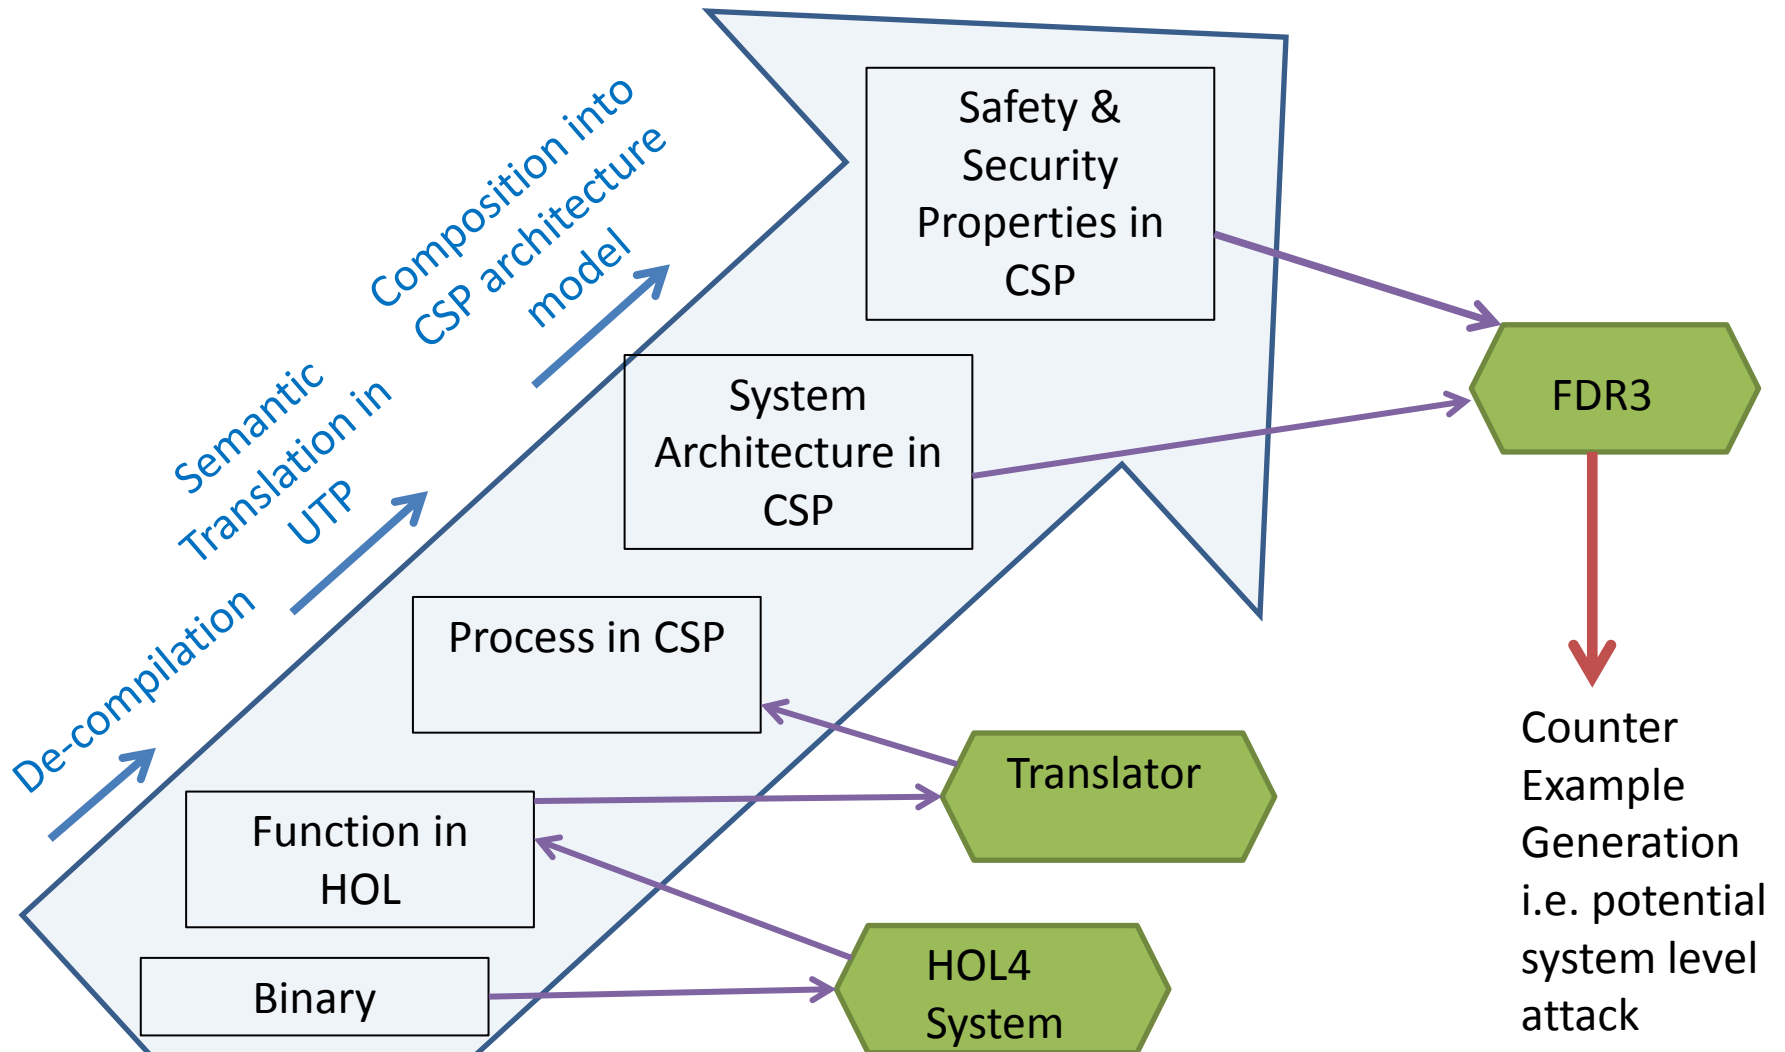 Composition into
CSP architecture
model
Semantic
Translation in
UTP
De-compilation
Safety &
Security
Properties in
CSP
System
Architecture in
CSP
Process in CSP
Function in
HOL
Binary
FDR3
Translator
HOL4
System
Counter
Example
Generation
i.e. potential
system level
attack